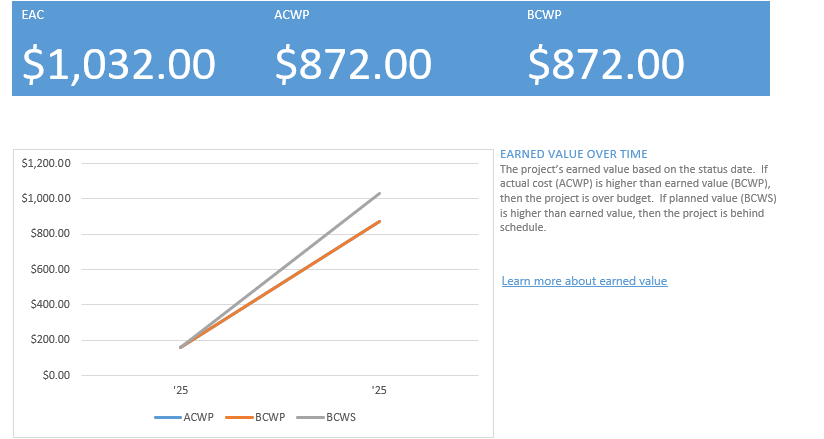 EAC ACWP BCWP
$1,032.00 $872.00 $872.00
EARNED VALUE OVER TIME
The project's earned value based on the status date. If
actual cost (ACWP) is higher than earned value (BCWP),
then the project is over budget. If planned value (BCWS)
is higher than earned value, then the project is behind
schedule.
Learn more about earned value
$1,200.00
$1,000.00
$800.00
$600.00
$400.00
$200.00
$0.00
'25 '25
ACWP BCWP BCWS